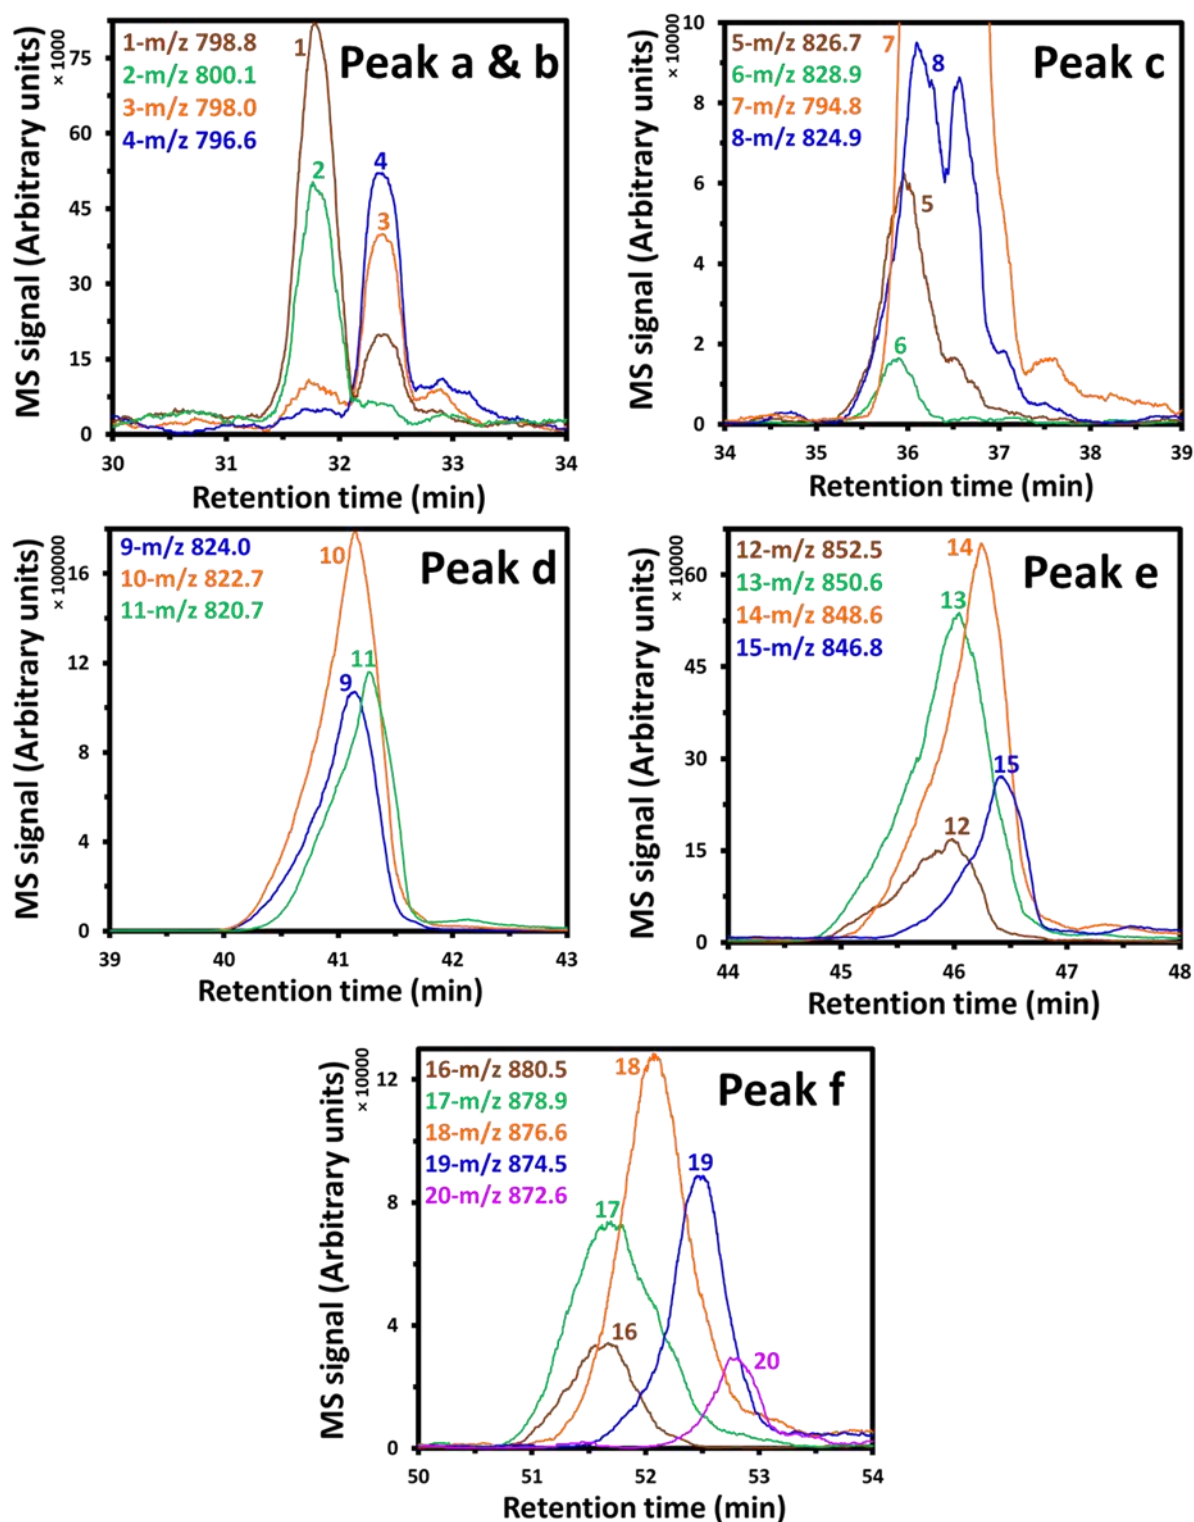 Peak a & b
1-m/z 798.8
2-m/z 800.1
3-m/z 798.0
4-m/z 796.6
MS signal (Arbitrary units)
× 1000
75
60
45
30
15
0
1
2
3
4
30 31 32 33 34
Retention time (min)
Peak c
5-m/z 826.7
6-m/z 828.9
7-m/z 794.8
8-m/z 824.9
MS signal (Arbitrary units)
× 10000
10
8
6
4
2
0
7
8
5
6
34 35 36 37 38 39
Retention time (min)
Peak d
9-m/z 824.0
10-m/z 822.7
11-m/z 820.7
MS signal (Arbitrary units)
× 100000
16
12
8
4
0
10
11
9
39 40 41 42 43
Retention time (min)
Peak e
12-m/z 852.5
13-m/z 850.6
14-m/z 848.6
15-m/z 846.8
MS signal (Arbitrary units)
× 10000
60
45
30
15
0
14
13
15
12
44 45 46 47 48
Retention time (min)
Peak f
16-m/z 880.5
17-m/z 878.9
18-m/z 876.6
19-m/z 874.5
20-m/z 872.6
MS signal (Arbitrary units)
× 10000
12
8
4
0
18
19
17
16
20
50 51 52 53 54
Retention time (min)